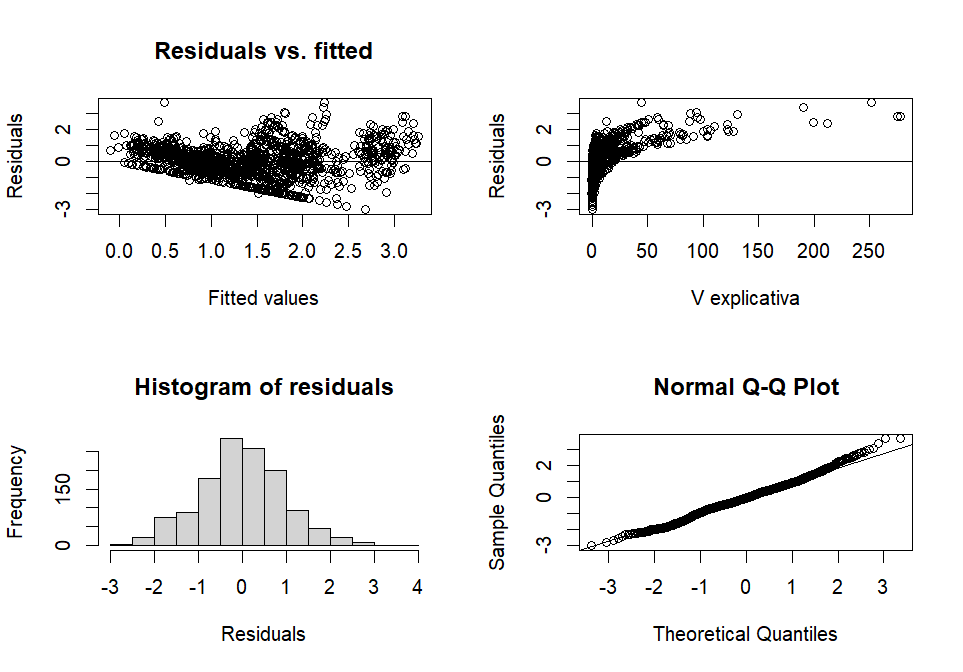 Residuals vs. fitted
Residuals
-3 0 2
0.0 0.5 1.0 1.5 2.0 2.5 3.0
Fitted values
Residuals
-3 0 2
0 50 100 150 200 250
V explicativa
Histogram of residuals
Frequency
0 150
-3 -2 -1 0 1 2 3 4
Residuals
Normal Q-Q Plot
Sample Quantiles
-3 0 2
-3 -2 -1 0 1 2 3
Theoretical Quantiles